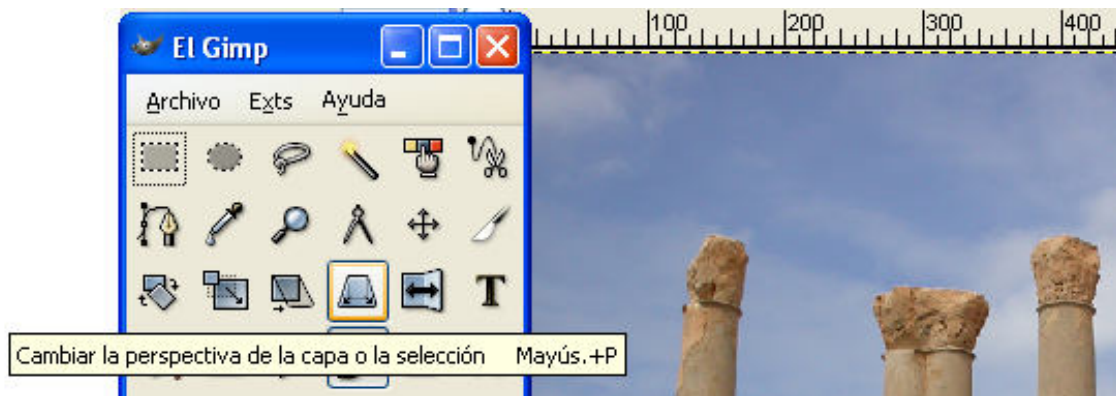 100 200 300 400
El Gimp
Archivo Exts Ayuda
T
Cambiar la perspectiva de la capa o la selección Mayús.+P